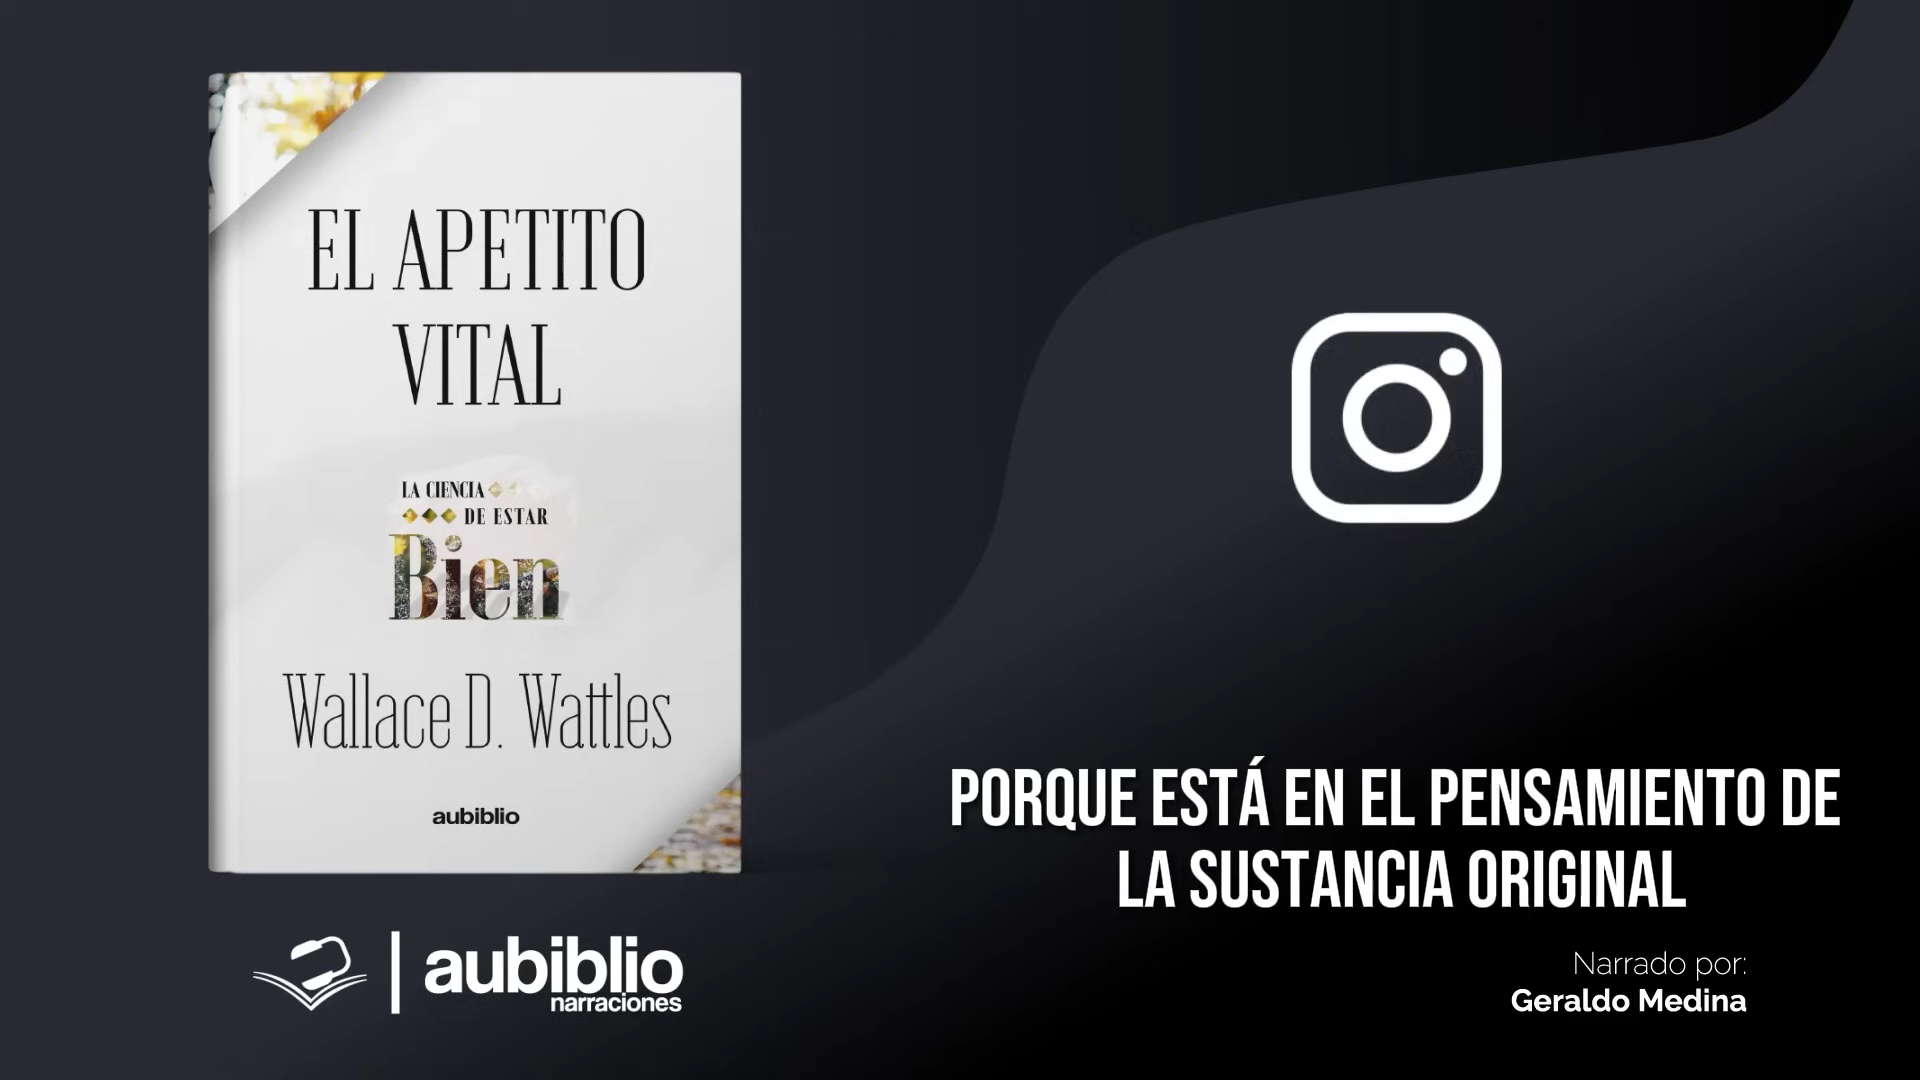 EL APETITO
VITAL
LA CIENCIA
DE ESTAR
Bien
Wallace D. Wattles
aubiblio
aubiblio
narraciones
PORQUE ESTÁ EN EL PENSAMIENTO DE
LA SUSTANCIA ORIGINAL
Narrado por:
Geraldo Medina